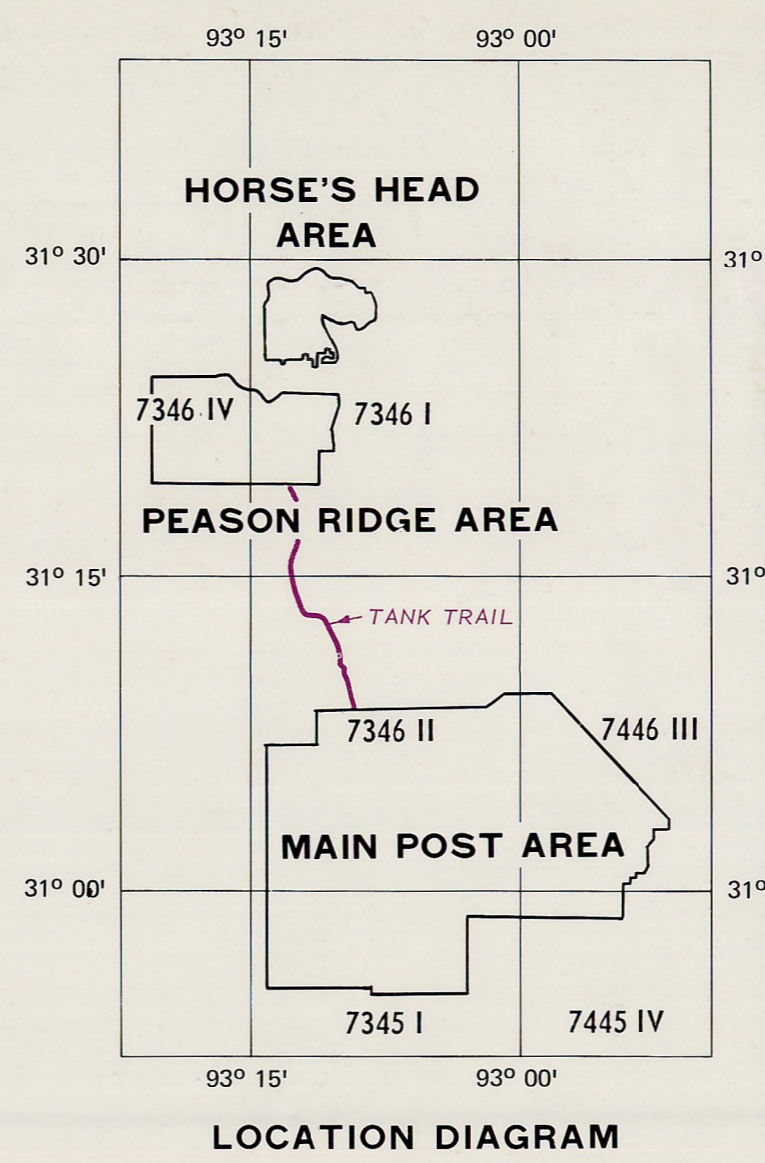 93° 15' 93° 00'
HORSE'S HEAD
AREA
31° 30' 31°
7346 IV 7346 I
PEASON RIDGE AREA
31° 15' 31°
TANK TRAIL
7346 II 7446 III
MAIN POST AREA
31° 00' 31°
7345 I 7445 IV
93° 15' 93° 00'
LOCATION DIAGRAM